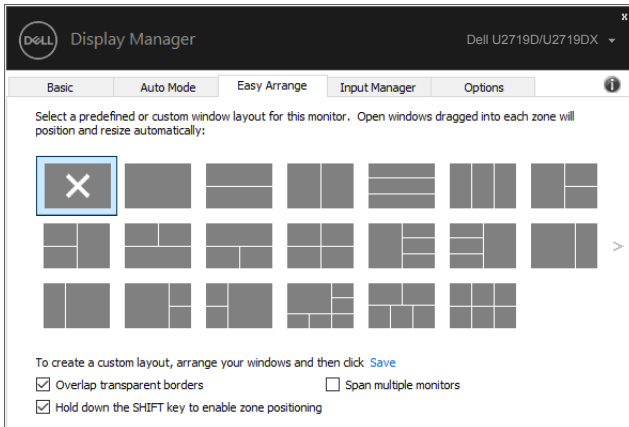 x
DELL Display Manager Dell U2719D/U2719DX
Basic Auto Mode Easy Arrange Input Manager Options
Select a predefined or custom window layout for this monitor. Open windows dragged into each zone will
position and resize automatically:
To create a custom layout, arrange your windows and then click Save
Overlap transparent borders Span multiple monitors
Hold down the SHIFT key to enable zone positioning